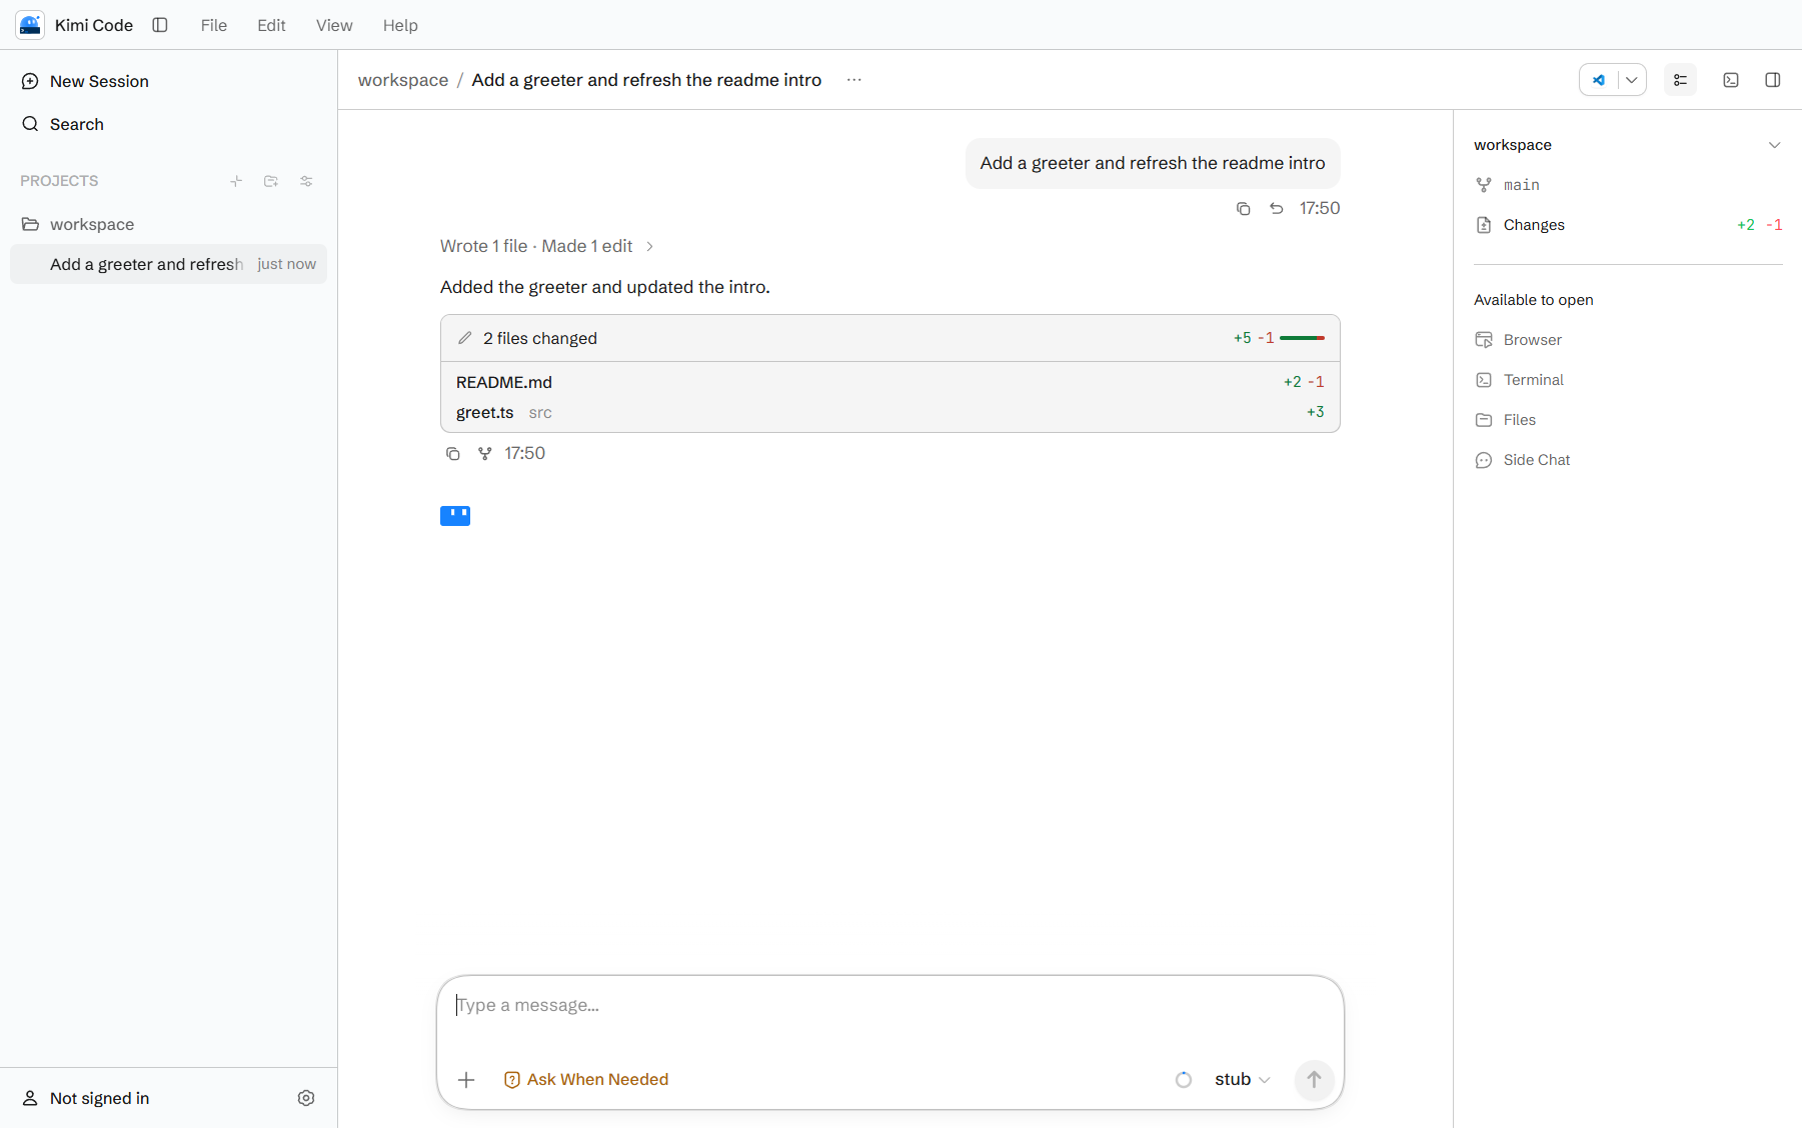 Kimi Code
File
Edit
View
Help
New Session
Search
PROJECTS
workspace
Add a greeter and refresh just now
Not signed in
workspace / Add a greeter and refresh the readme intro
Add a greeter and refresh the readme intro
17:50
Wrote 1 file · Made 1 edit
Added the greeter and updated the intro.
2 files changed +5 -1
README.md +2 -1
greet.ts src +3
17:50
Type a message...
Ask When Needed
stub
workspace
main
Changes +2 -1
Available to open
Browser
Terminal
Files
Side Chat